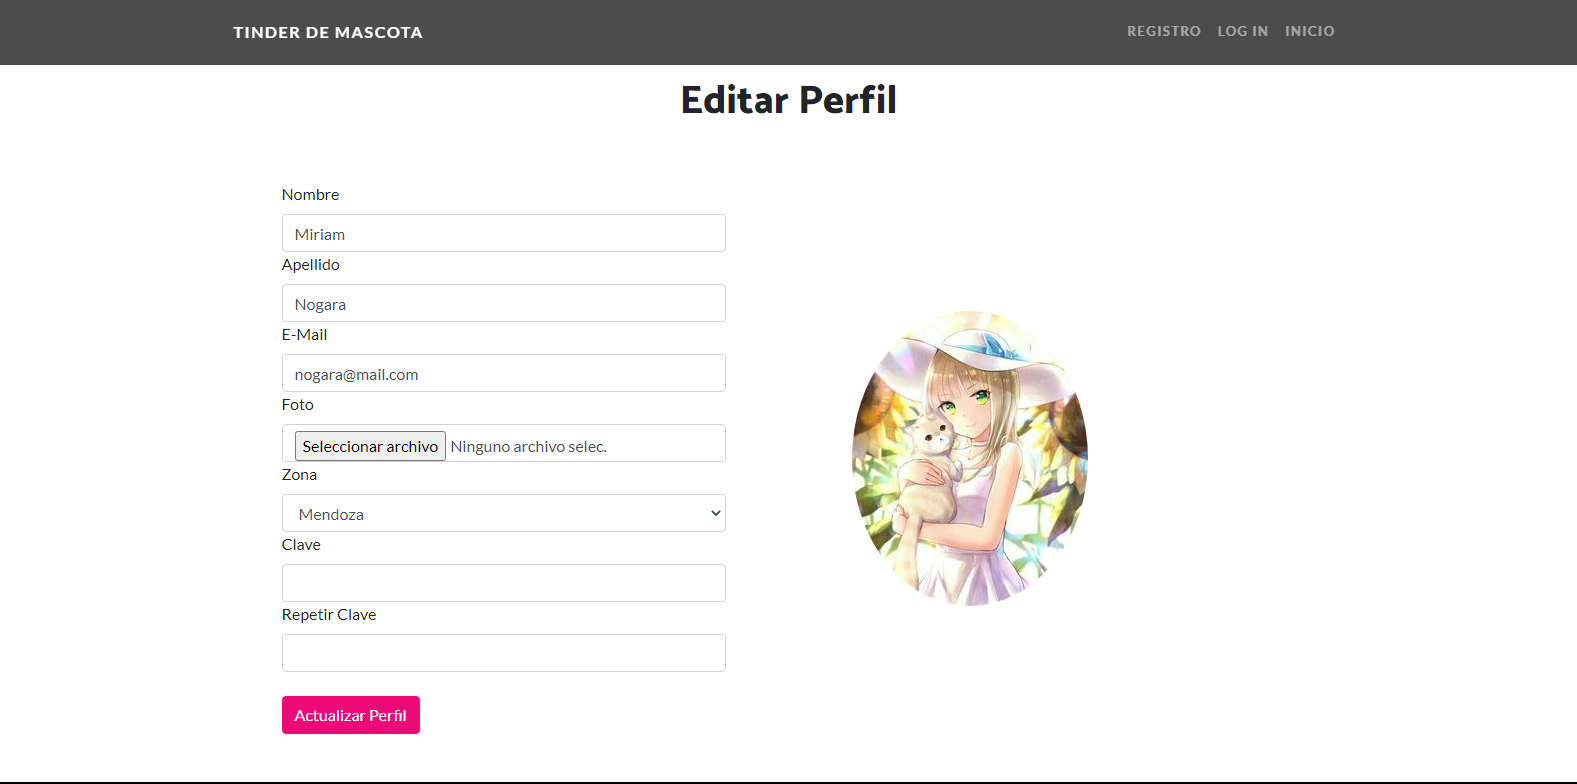 TINDER DE MASCOTA
REGISTRO LOG IN INICIO
Editar Perfil
Nombre
Miriam
Apellido
Nogara
E-Mail
nogara@mail.com
Foto
Seleccionar archivo Ninguno archivo selec.
Zona
Mendoza
Clave
Repetir Clave
Actualizar Perfil